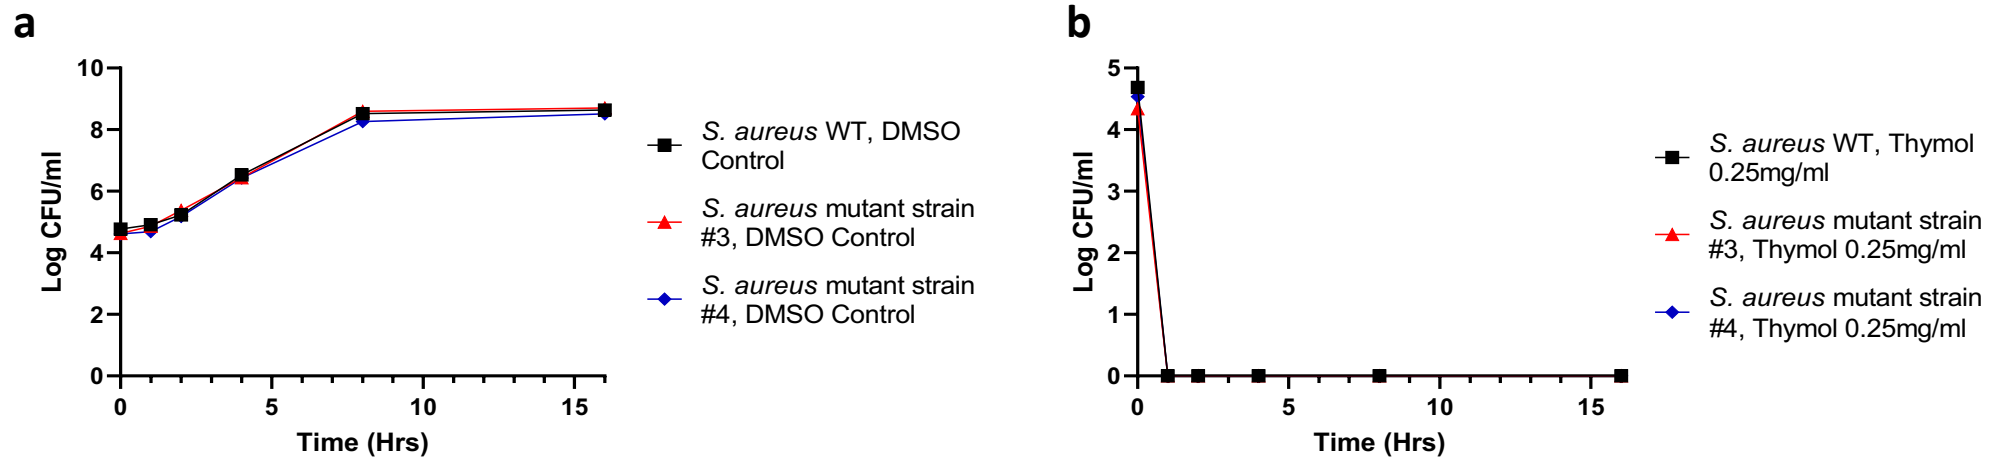 a
10
8
6
4
2
0
0 5 10 15
Log CFU/ml
Time (Hrs)
S. aureus WT, DMSO
Control
S. aureus mutant strain
#3, DMSO Control
S. aureus mutant strain
#4, DMSO Control
b
5
4
3
2
1
0
0 5 10 15
Log CFU/ml
Time (Hrs)
S. aureus WT, Thymol
0.25mg/ml
S. aureus mutant strain
#3, Thymol 0.25mg/ml
S. aureus mutant strain
#4, Thymol 0.25mg/ml